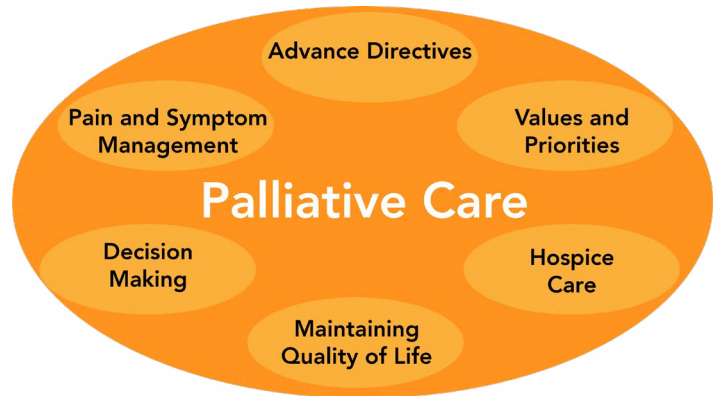 Advance Directives
Pain and Symptom
Management
Values and
Priorities
Palliative Care
Decision
Making
Hospice
Care
Maintaining
Quality of Life